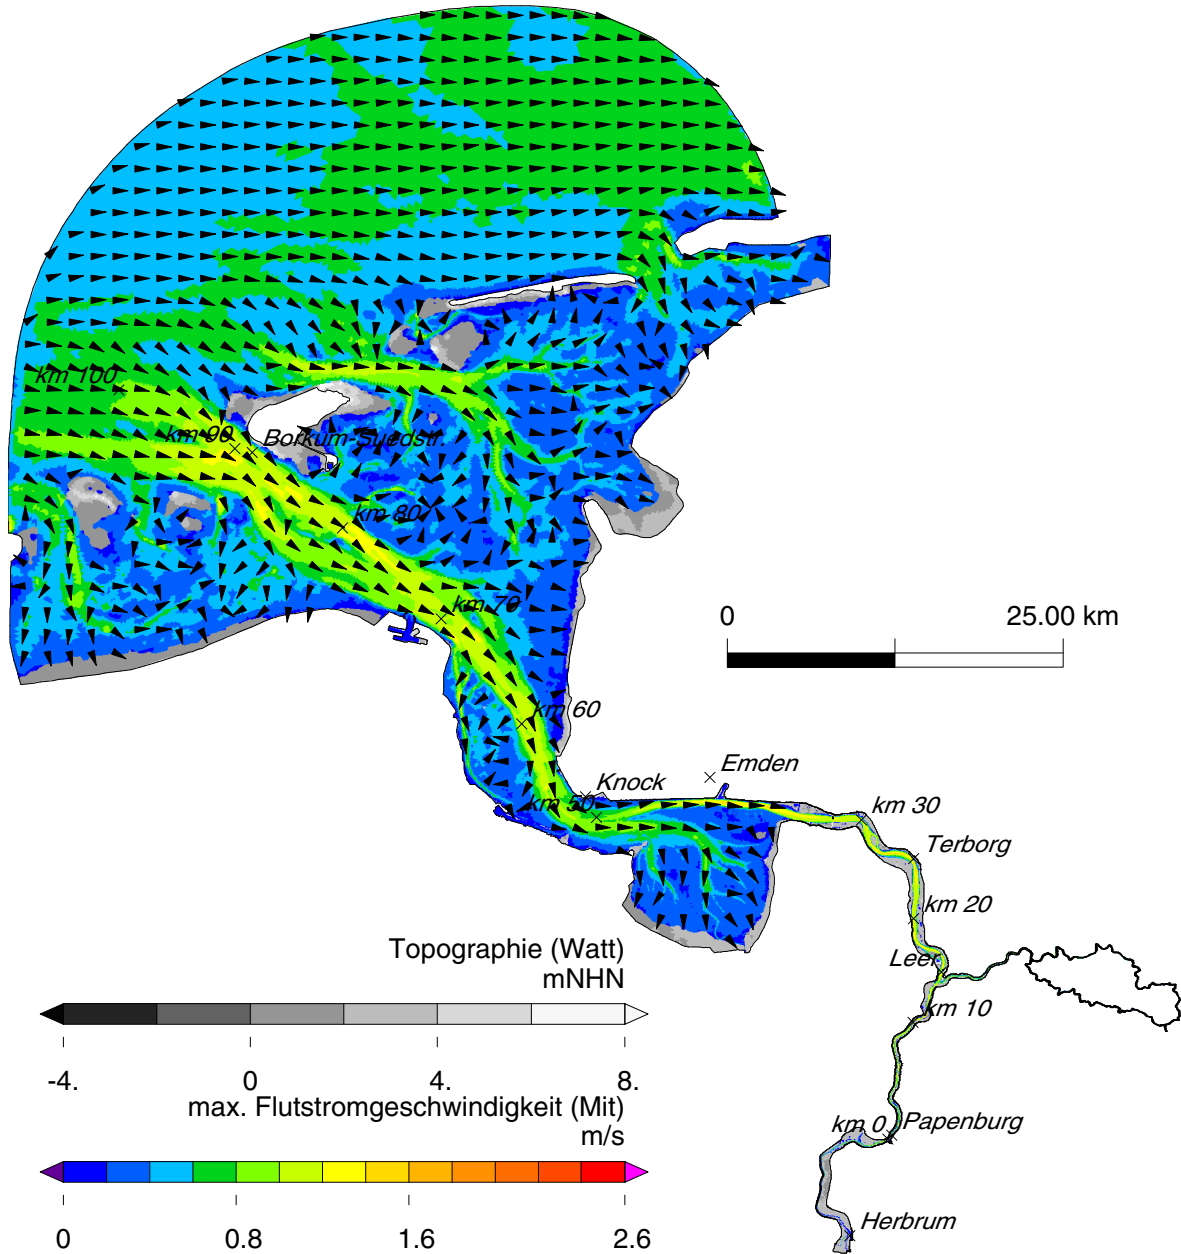 km 100
km 90
Borkum-Suedstr.
km 80
km 70
0 25.00 km
km 60
Emden
Knock
km 50
km 30
Terborg
km 20
Leer
km 10
Topographie (Watt)
mNHN
-4. 0 4. 8.
max. Flutstromgeschwindigkeit (Mit)
m/s
0 0.8 1.6 2.6
km 0
Papenburg
Herbrum